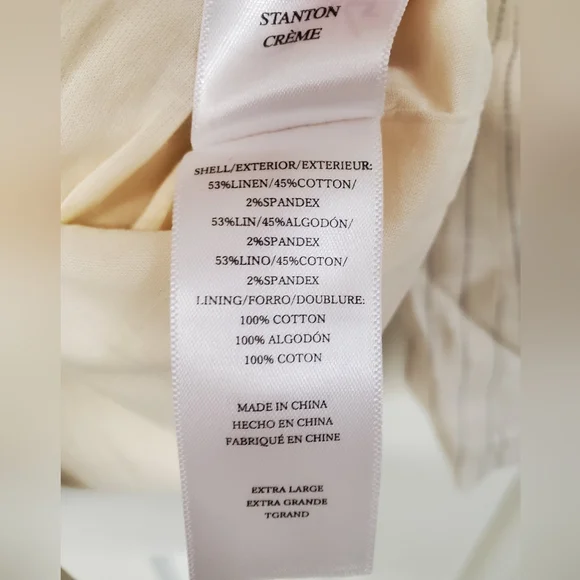 STANTON
CRÈME
SHELL/EXTERIOR/EXTERIEUR:
53%LINEN/45%COTTON/
2%SPANDEX
53%LIN/45%ALGODÓN/
2%SPANDEX
53%LINO/45%COTON/
2%SPANDEX
LINING/FORRO/DOUBLURE:
100% COTTON
100% ALGODÓN
100% COTON
MADE IN CHINA
HECHO EN CHINA
FABRIQUÉ EN CHINE
EXTRA LARGE
EXTRA GRANDE
TGRAND